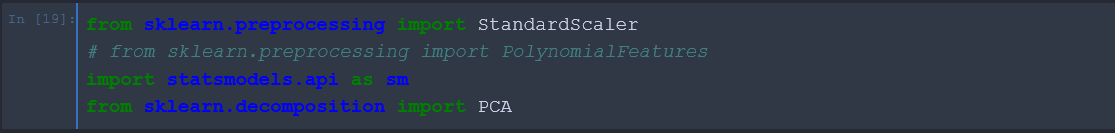 In [19]: from sklearn.preprocessing import StandardScaler
# from sklearn.preprocessing import PolynomialFeatures
import statsmodels.api as sm
from sklearn.decomposition import PCA